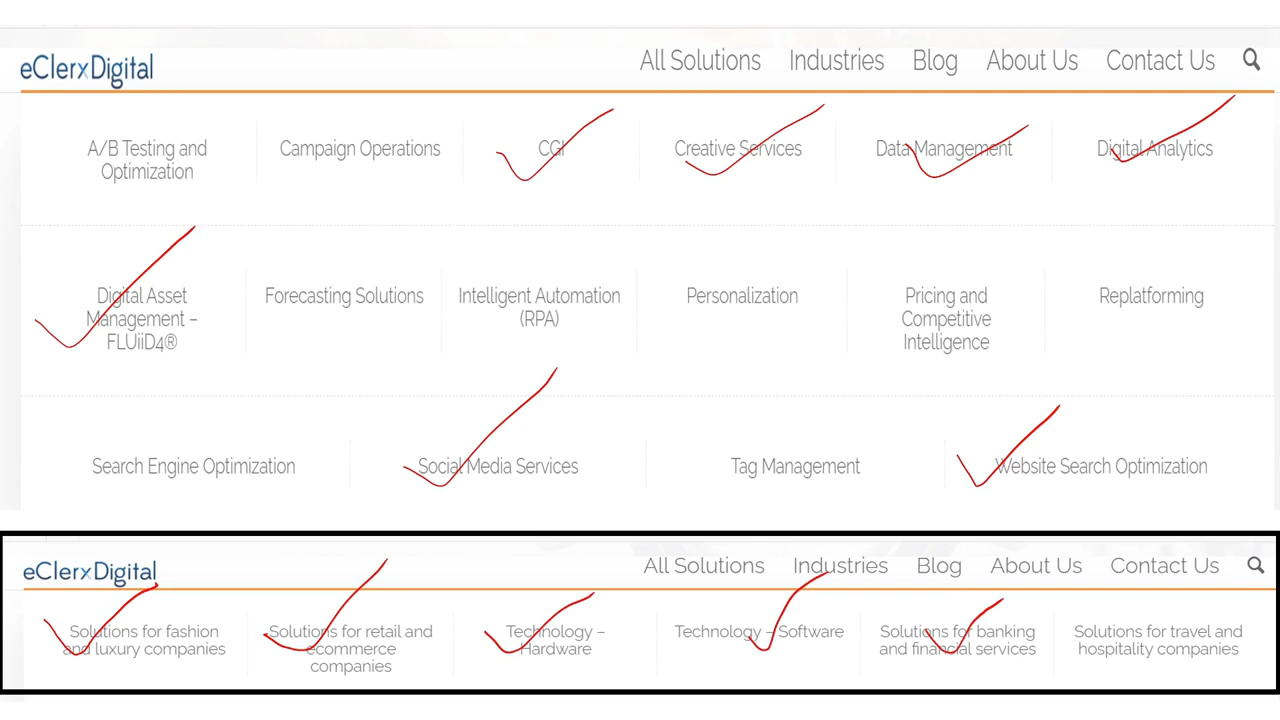 eClerxDigital All Solutions Industries Blog About Us Contact Us
A/B Testing and Optimization
Campaign Operations
CGI
Creative Services
Data Management
Digital Analytics
Digital Asset
Management –
FLUiiD4®
Forecasting Solutions
Intelligent Automation
(RPA)
Personalization
Pricing and
Competitive
Intelligence
Replatforming
Search Engine Optimization
Social Media Services
Tag Management
Website Search Optimization
eClerxDigital All Solutions Industries Blog About Us Contact Us
Solutions for fashion
and luxury companies
Solutions for retail and
ecommerce
companies
Technology –
Hardware
Technology – Software
Solutions for banking
and financial services
Solutions for travel and
hospitality companies